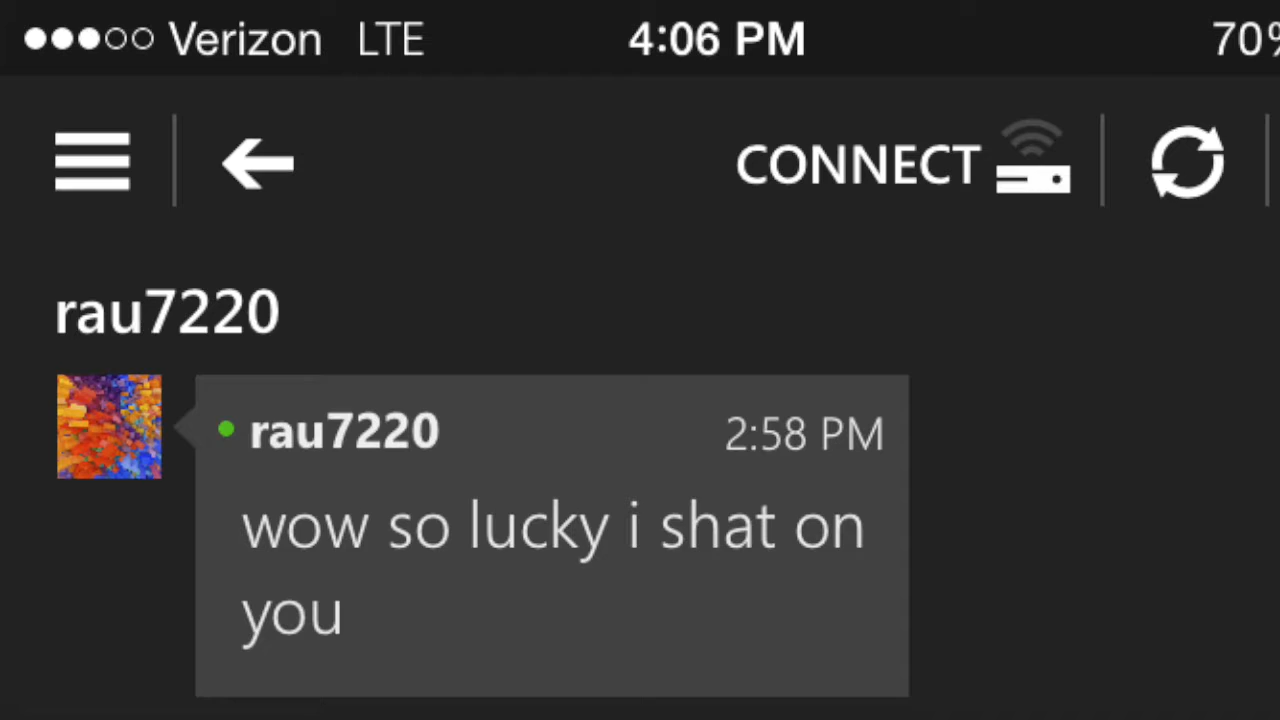 Verizon LTE 4:06 PM 70%
CONNECT
rau7220
rau7220 2:58 PM
wow so lucky i shat on
you